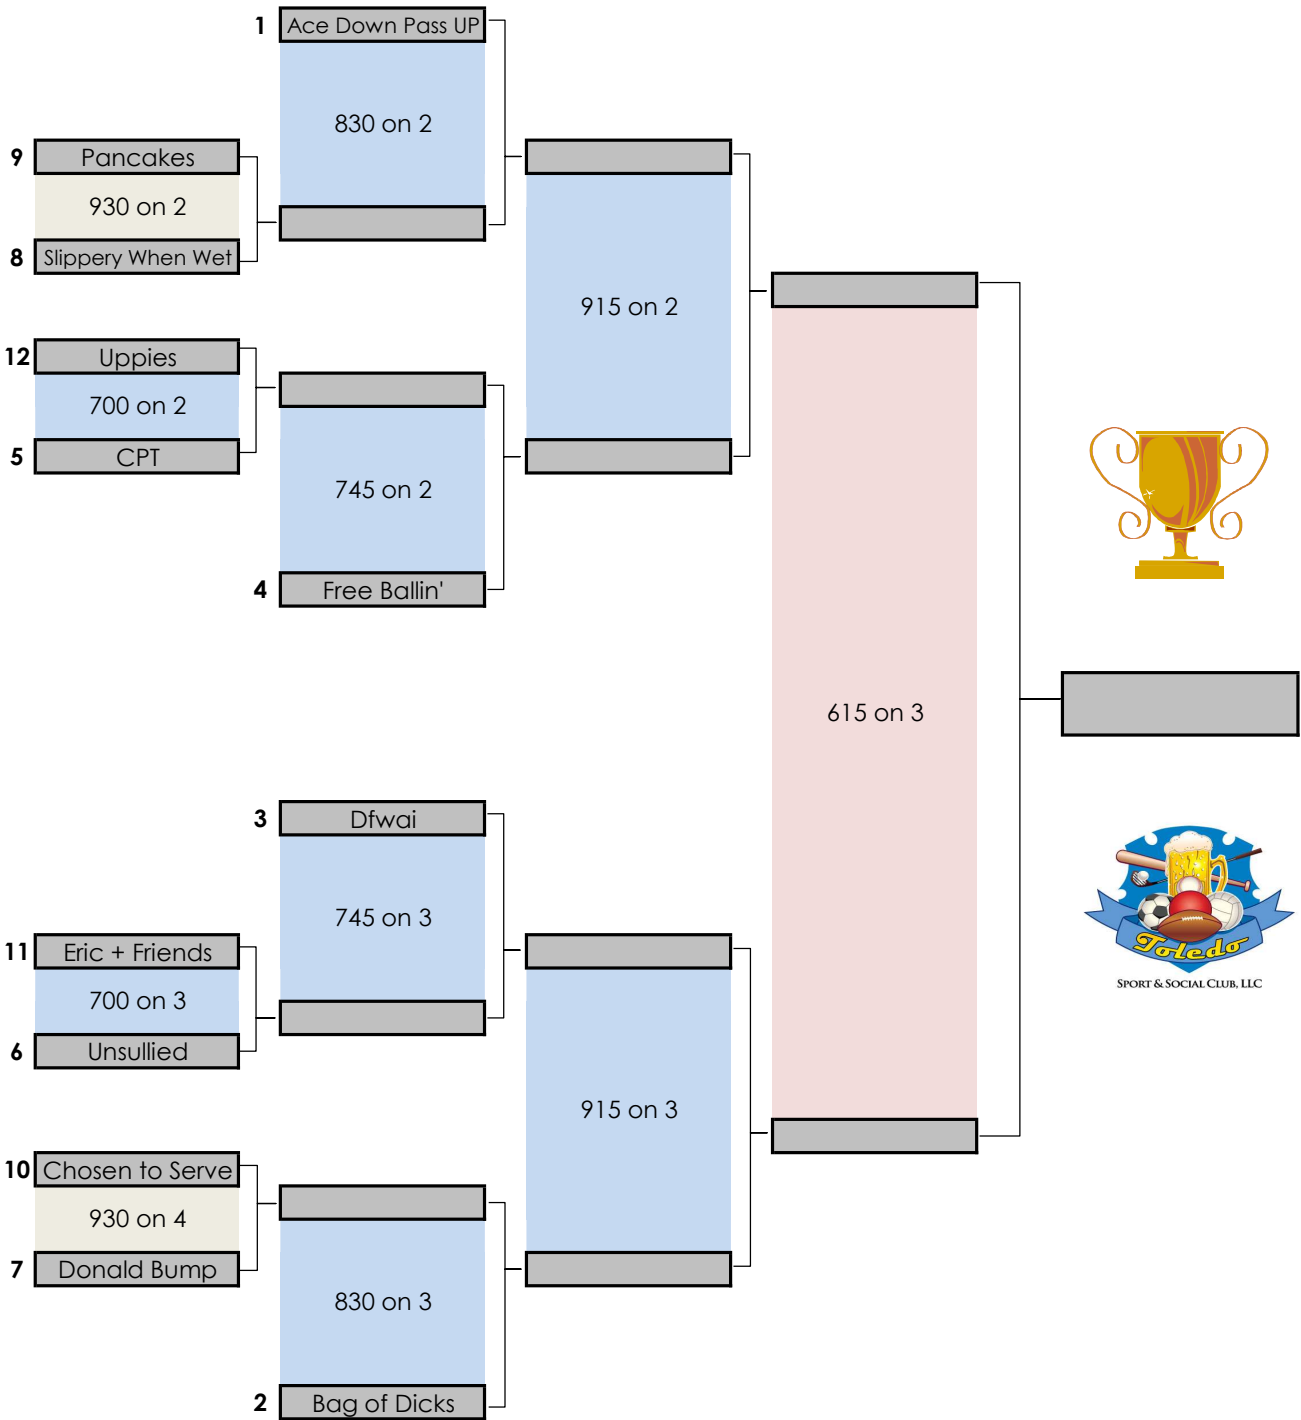 1 Ace Down Pass UP
830 on 2
9 Pancakes
930 on 2
8 Slippery When Wet
915 on 2
12 Uppies
700 on 2
5 CPT
745 on 2
4 Free Ballin'
615 on 3
3 Dfwai
745 on 3
11 Eric + Friends
700 on 3
6 Unsullied
915 on 3
10 Chosen to Serve
930 on 4
7 Donald Bump
830 on 3
2 Bag of Dicks
Toledo
SPORT & SOCIAL CLUB, LLC